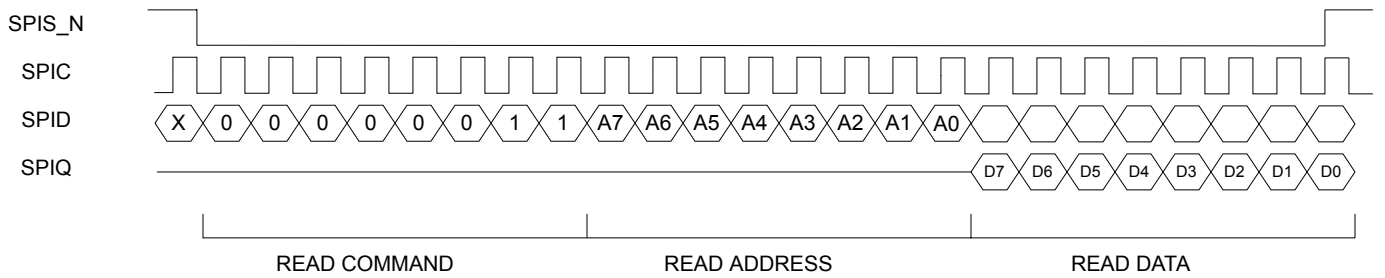 SPIS_N
SPIC
SPID X 0 0 0 0 0 0 1 1 A7 A6 A5 A4 A3 A2 A1 A0
SPIQ D7 D6 D5 D4 D3 D2 D1 D0
READ COMMAND READ ADDRESS READ DATA